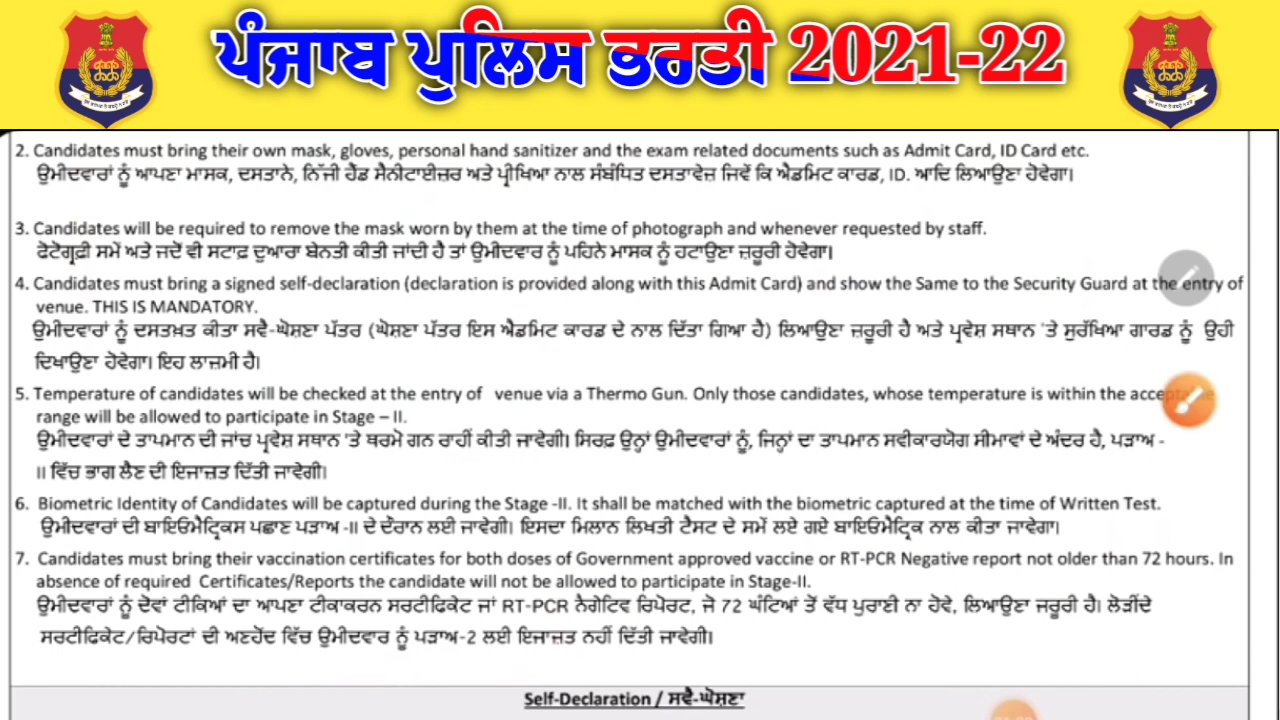 ਪੰਜਾਬ ਪੁਲਿਸ ਭਰਤੀ 2021-22
2. Candidates must bring their own mask, gloves, personal hand sanitizer and the exam related documents such as Admit Card, ID Card etc.
ਉਮੀਦਵਾਰਾਂ ਨੂੰ ਆਪਣਾ ਮਾਸਕ, ਦਸਤਾਨੇ, ਨਿੱਜੀ ਹੈਂਡ ਸੈਨੀਟਾਈਜ਼ਰ ਅਤੇ ਪ੍ਰੀਖਿਆ ਨਾਲ ਸੰਬੰਧਿਤ ਦਸਤਾਵੇਜ਼ ਜਿਵੇਂ ਕਿ ਐਡਮਿਟ ਕਾਰਡ, ID. ਆਦਿ ਲਿਆਉਣਾ ਹੋਵੇਗਾ।
3. Candidates will be required to remove the mask worn by them at the time of photograph and whenever requested by staff.
ਫੋਟੋਗ੍ਰਾਫੀ ਸਮੇਂ ਅਤੇ ਜਦੋਂ ਵੀ ਸਟਾਫ਼ ਦੁਆਰਾ ਬੇਨਤੀ ਕੀਤੀ ਜਾਂਦੀ ਹੈ ਤਾਂ ਉਮੀਦਵਾਰ ਨੂੰ ਪਹਿਨੇ ਮਾਸਕ ਨੂੰ ਹਟਾਉਣਾ ਜ਼ਰੂਰੀ ਹੋਵੇਗਾ।
4. Candidates must bring a signed self-declaration (declaration is provided along with this Admit Card) and show the Same to the Security Guard at the entry of
venue. THIS IS MANDATORY.
ਉਮੀਦਵਾਰਾਂ ਨੂੰ ਦਸਤਖ਼ਤ ਕੀਤਾ ਸਵੈ-ਘੋਸ਼ਣਾ ਪੱਤਰ (ਘੋਸ਼ਣਾ ਪੱਤਰ ਇਸ ਐਡਮਿਟ ਕਾਰਡ ਦੇ ਨਾਲ ਦਿੱਤਾ ਗਿਆ ਹੈ) ਲਿਆਉਣਾ ਜ਼ਰੂਰੀ ਹੈ ਅਤੇ ਪ੍ਰਵੇਸ਼ ਸਥਾਨ 'ਤੇ ਸੁਰੱਖਿਆ ਗਾਰਡ ਨੂੰ ਉਹੀ
ਦਿਖਾਉਣਾ ਹੋਵੇਗਾ। ਇਹ ਲਾਜ਼ਮੀ ਹੈ।
5. Temperature of candidates will be checked at the entry of venue via a Thermo Gun. Only those candidates, whose temperature is within the
range will be allowed to participate in Stage – II.
ਉਮੀਦਵਾਰਾਂ ਦੇ ਤਾਪਮਾਨ ਦੀ ਜਾਂਚ ਪ੍ਰਵੇਸ਼ ਸਥਾਨ 'ਤੇ ਥਰਮੋ ਗਨ ਰਾਹੀਂ ਕੀਤੀ ਜਾਵੇਗੀ। ਸਿਰਫ਼ ਉਨ੍ਹਾਂ ਉਮੀਦਵਾਰਾਂ ਨੂੰ, ਜਿਨ੍ਹਾਂ ਦਾ ਤਾਪਮਾਨ ਸਵੀਕਾਰਯੋਗ ਸੀਮਾਵਾਂ ਦੇ ਅੰਦਰ ਹੈ, ਪੜਾਅ -
II ਵਿੱਚ ਭਾਗ ਲੈਣ ਦੀ ਇਜਾਜ਼ਤ ਦਿੱਤੀ ਜਾਵੇਗੀ।
6. Biometric Identity of Candidates will be captured during the Stage -II. It shall be matched with the biometric captured at the time of Written Test.
ਉਮੀਦਵਾਰਾਂ ਦੀ ਬਾਇਓਮੈਟ੍ਰਿਕਸ ਪਛਾਣ ਪੜਾਅ -II ਦੇ ਦੌਰਾਨ ਲਈ ਜਾਵੇਗੀ। ਇਸਦਾ ਮਿਲਾਨ ਲਿਖਤੀ ਟੈਸਟ ਦੇ ਸਮੇਂ ਲਏ ਗਏ ਬਾਇਓਮੈਟ੍ਰਿਕ ਨਾਲ ਕੀਤਾ ਜਾਵੇਗਾ।
7. Candidates must bring their vaccination certificates for both doses of Government approved vaccine or RT-PCR Negative report not older than 72 hours. In
absence of required Certificates/Reports the candidate will not be allowed to participate in Stage-II.
ਉਮੀਦਵਾਰਾਂ ਨੂੰ ਦੋਵਾਂ ਟੀਕਿਆਂ ਦਾ ਆਪਣਾ ਟੀਕਾਕਰਨ ਸਰਟੀਫਿਕੇਟ ਜਾਂ RT-PCR ਨੈਗੇਟਿਵ ਰਿਪੋਰਟ, ਜੋ 72 ਘੰਟਿਆਂ ਤੋਂ ਵੱਧ ਪੁਰਾਣੀ ਨਾ ਹੋਵੇ, ਲਿਆਉਣਾ ਜਰੂਰੀ ਹੈ। ਲੋੜੀਂਦੇ
ਸਰਟੀਫਿਕੇਟ/ਰਿਪੋਰਟਾਂ ਦੀ ਅਣਹੋਂਦ ਵਿੱਚ ਉਮੀਦਵਾਰ ਨੂੰ ਪੜਾਅ-2 ਲਈ ਇਜਾਜ਼ਤ ਨਹੀਂ ਦਿੱਤੀ ਜਾਵੇਗੀ।
Self-Declaration / ਸਵੈ-ਘੋਸ਼ਣਾ